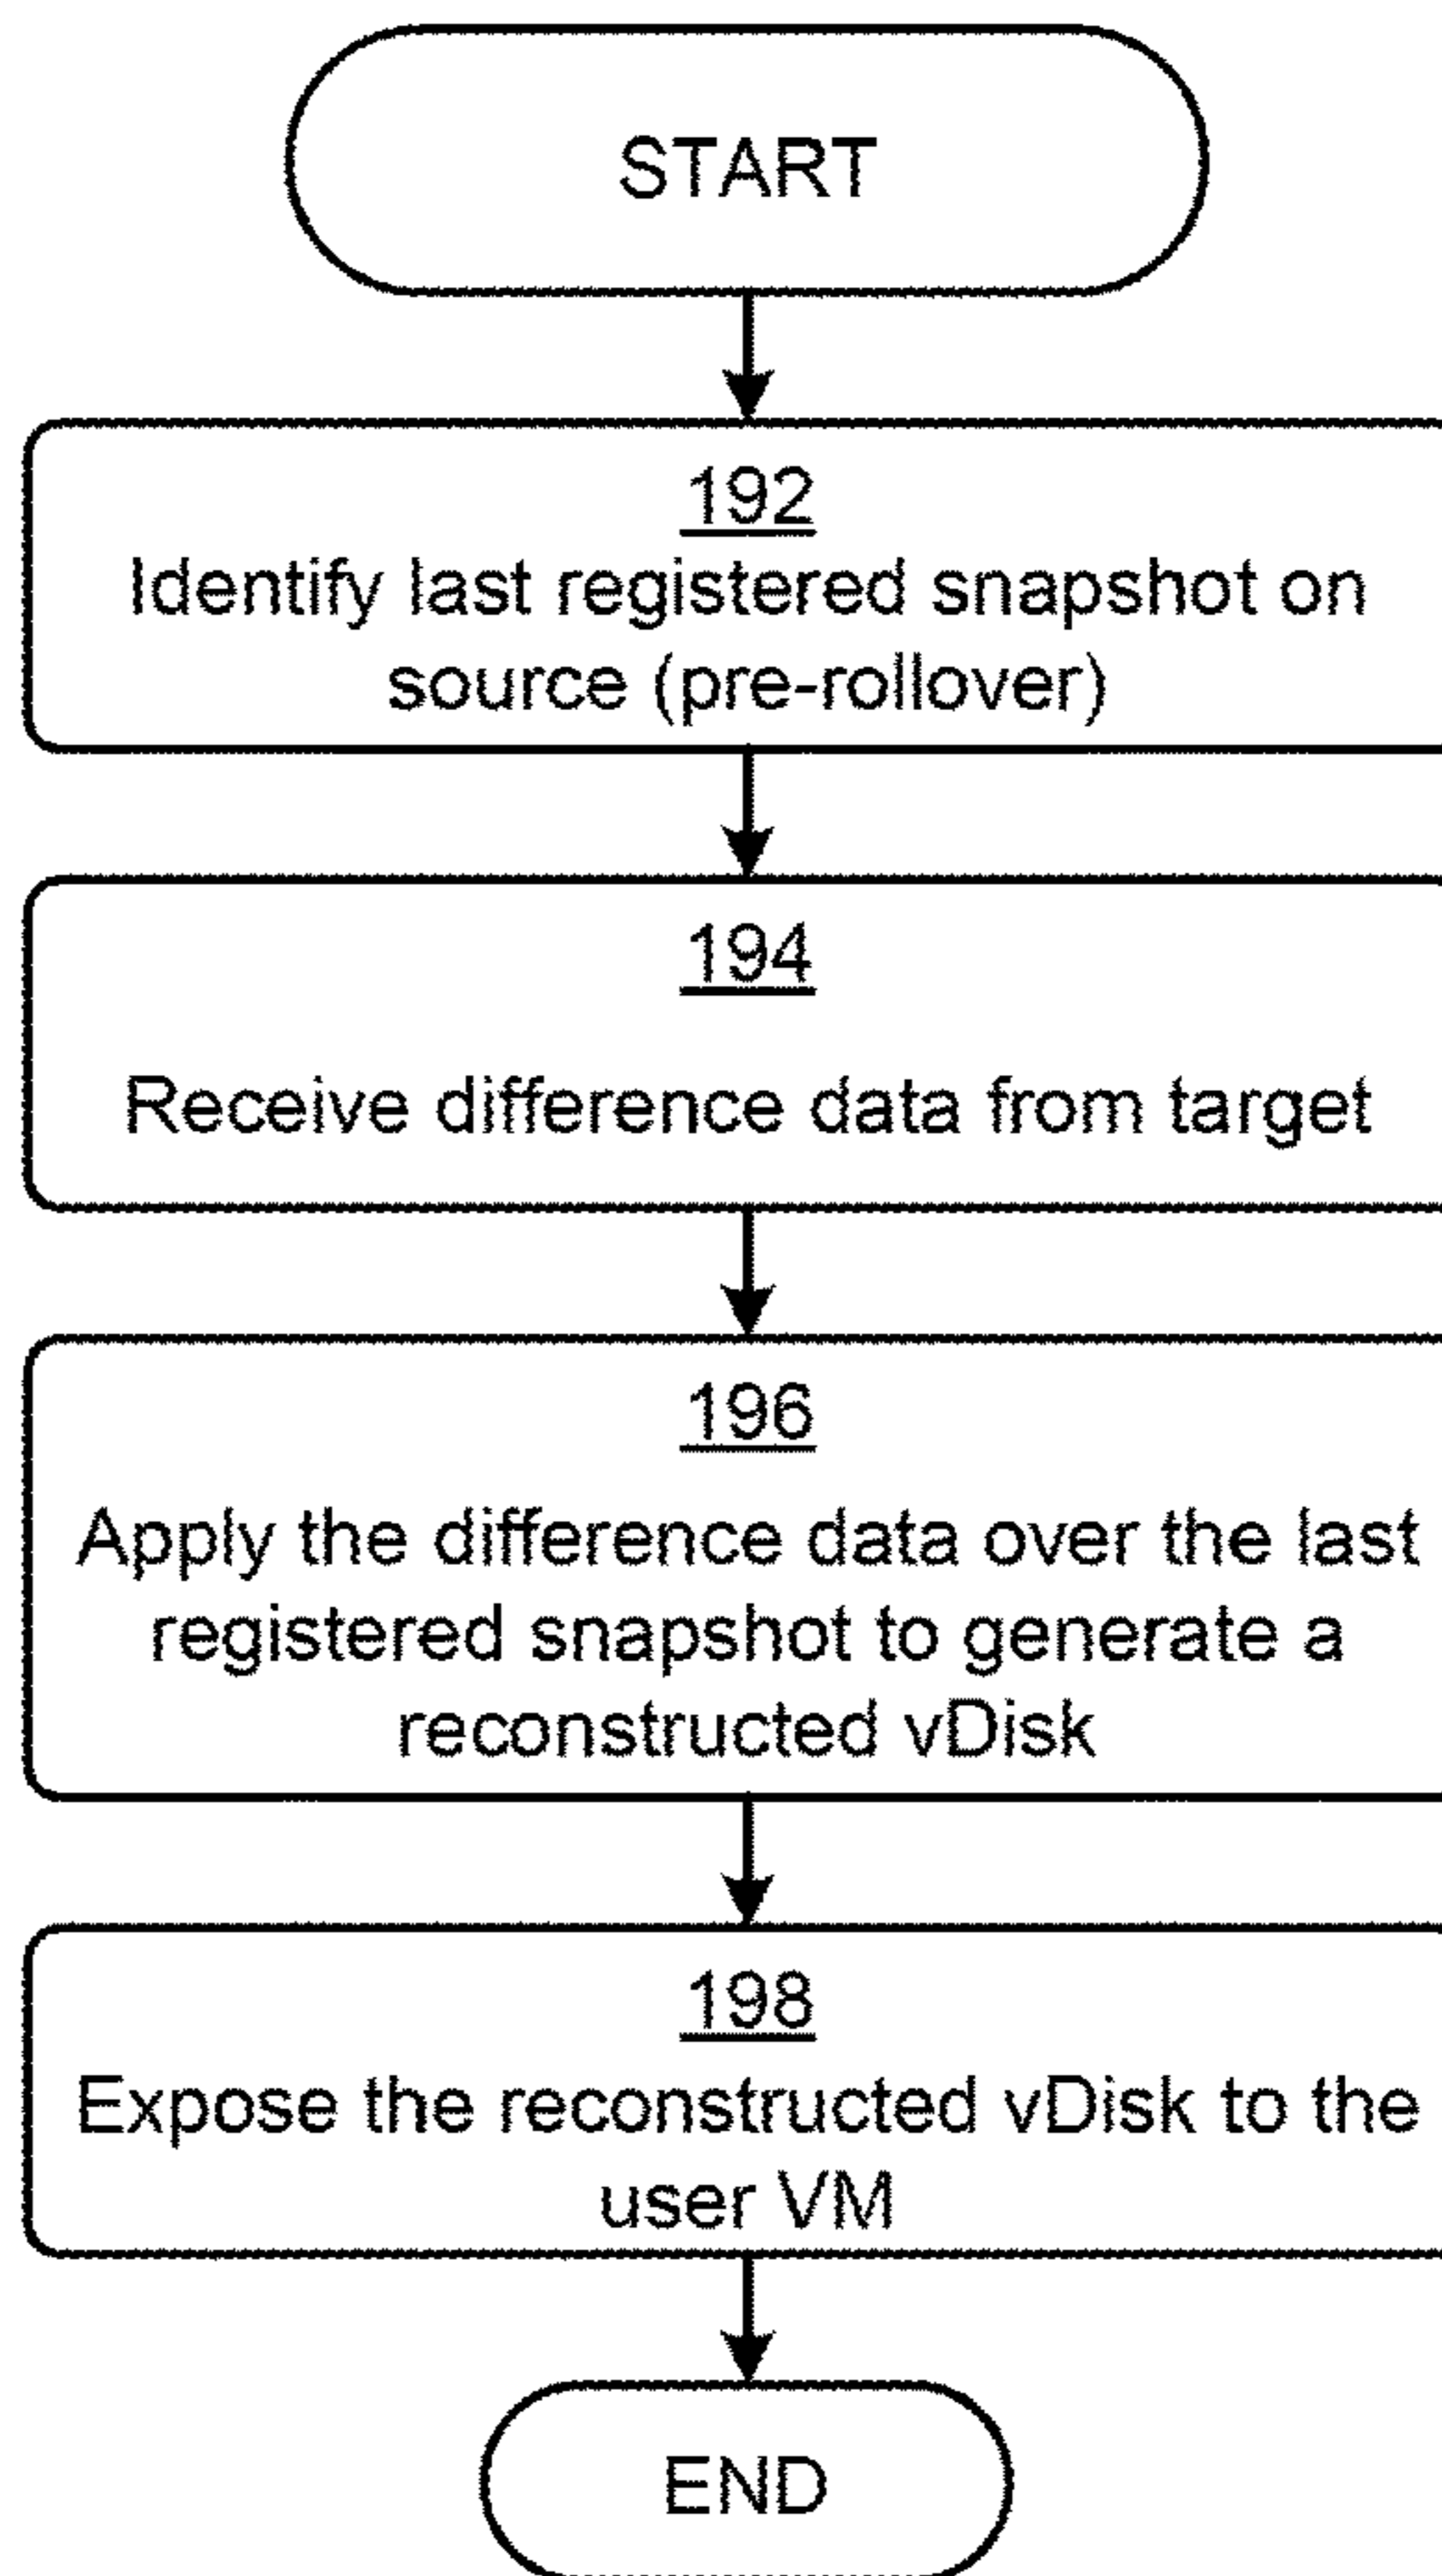 START
192
Identify last registered snapshot on
source (pre-rollover)
194
Receive difference data from target
196
Apply the difference data over the last
registered snapshot to generate a
reconstructed vDisk
198
Expose the reconstructed vDisk to the
user VM
END